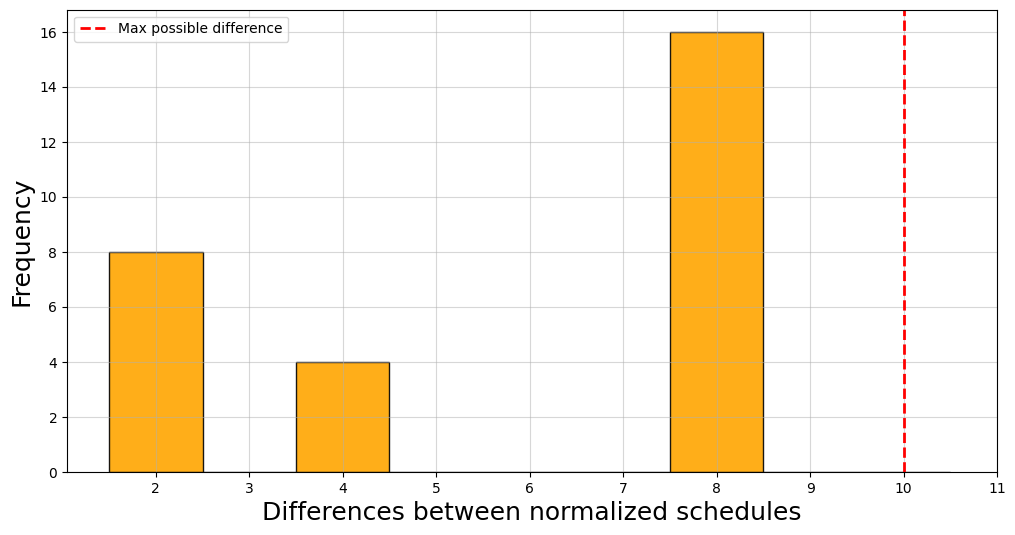 Max possible difference
16
14
12
10
8
6
4
2
0
Frequency
2 3 4 5 6 7 8 9 10 11
Differences between normalized schedules